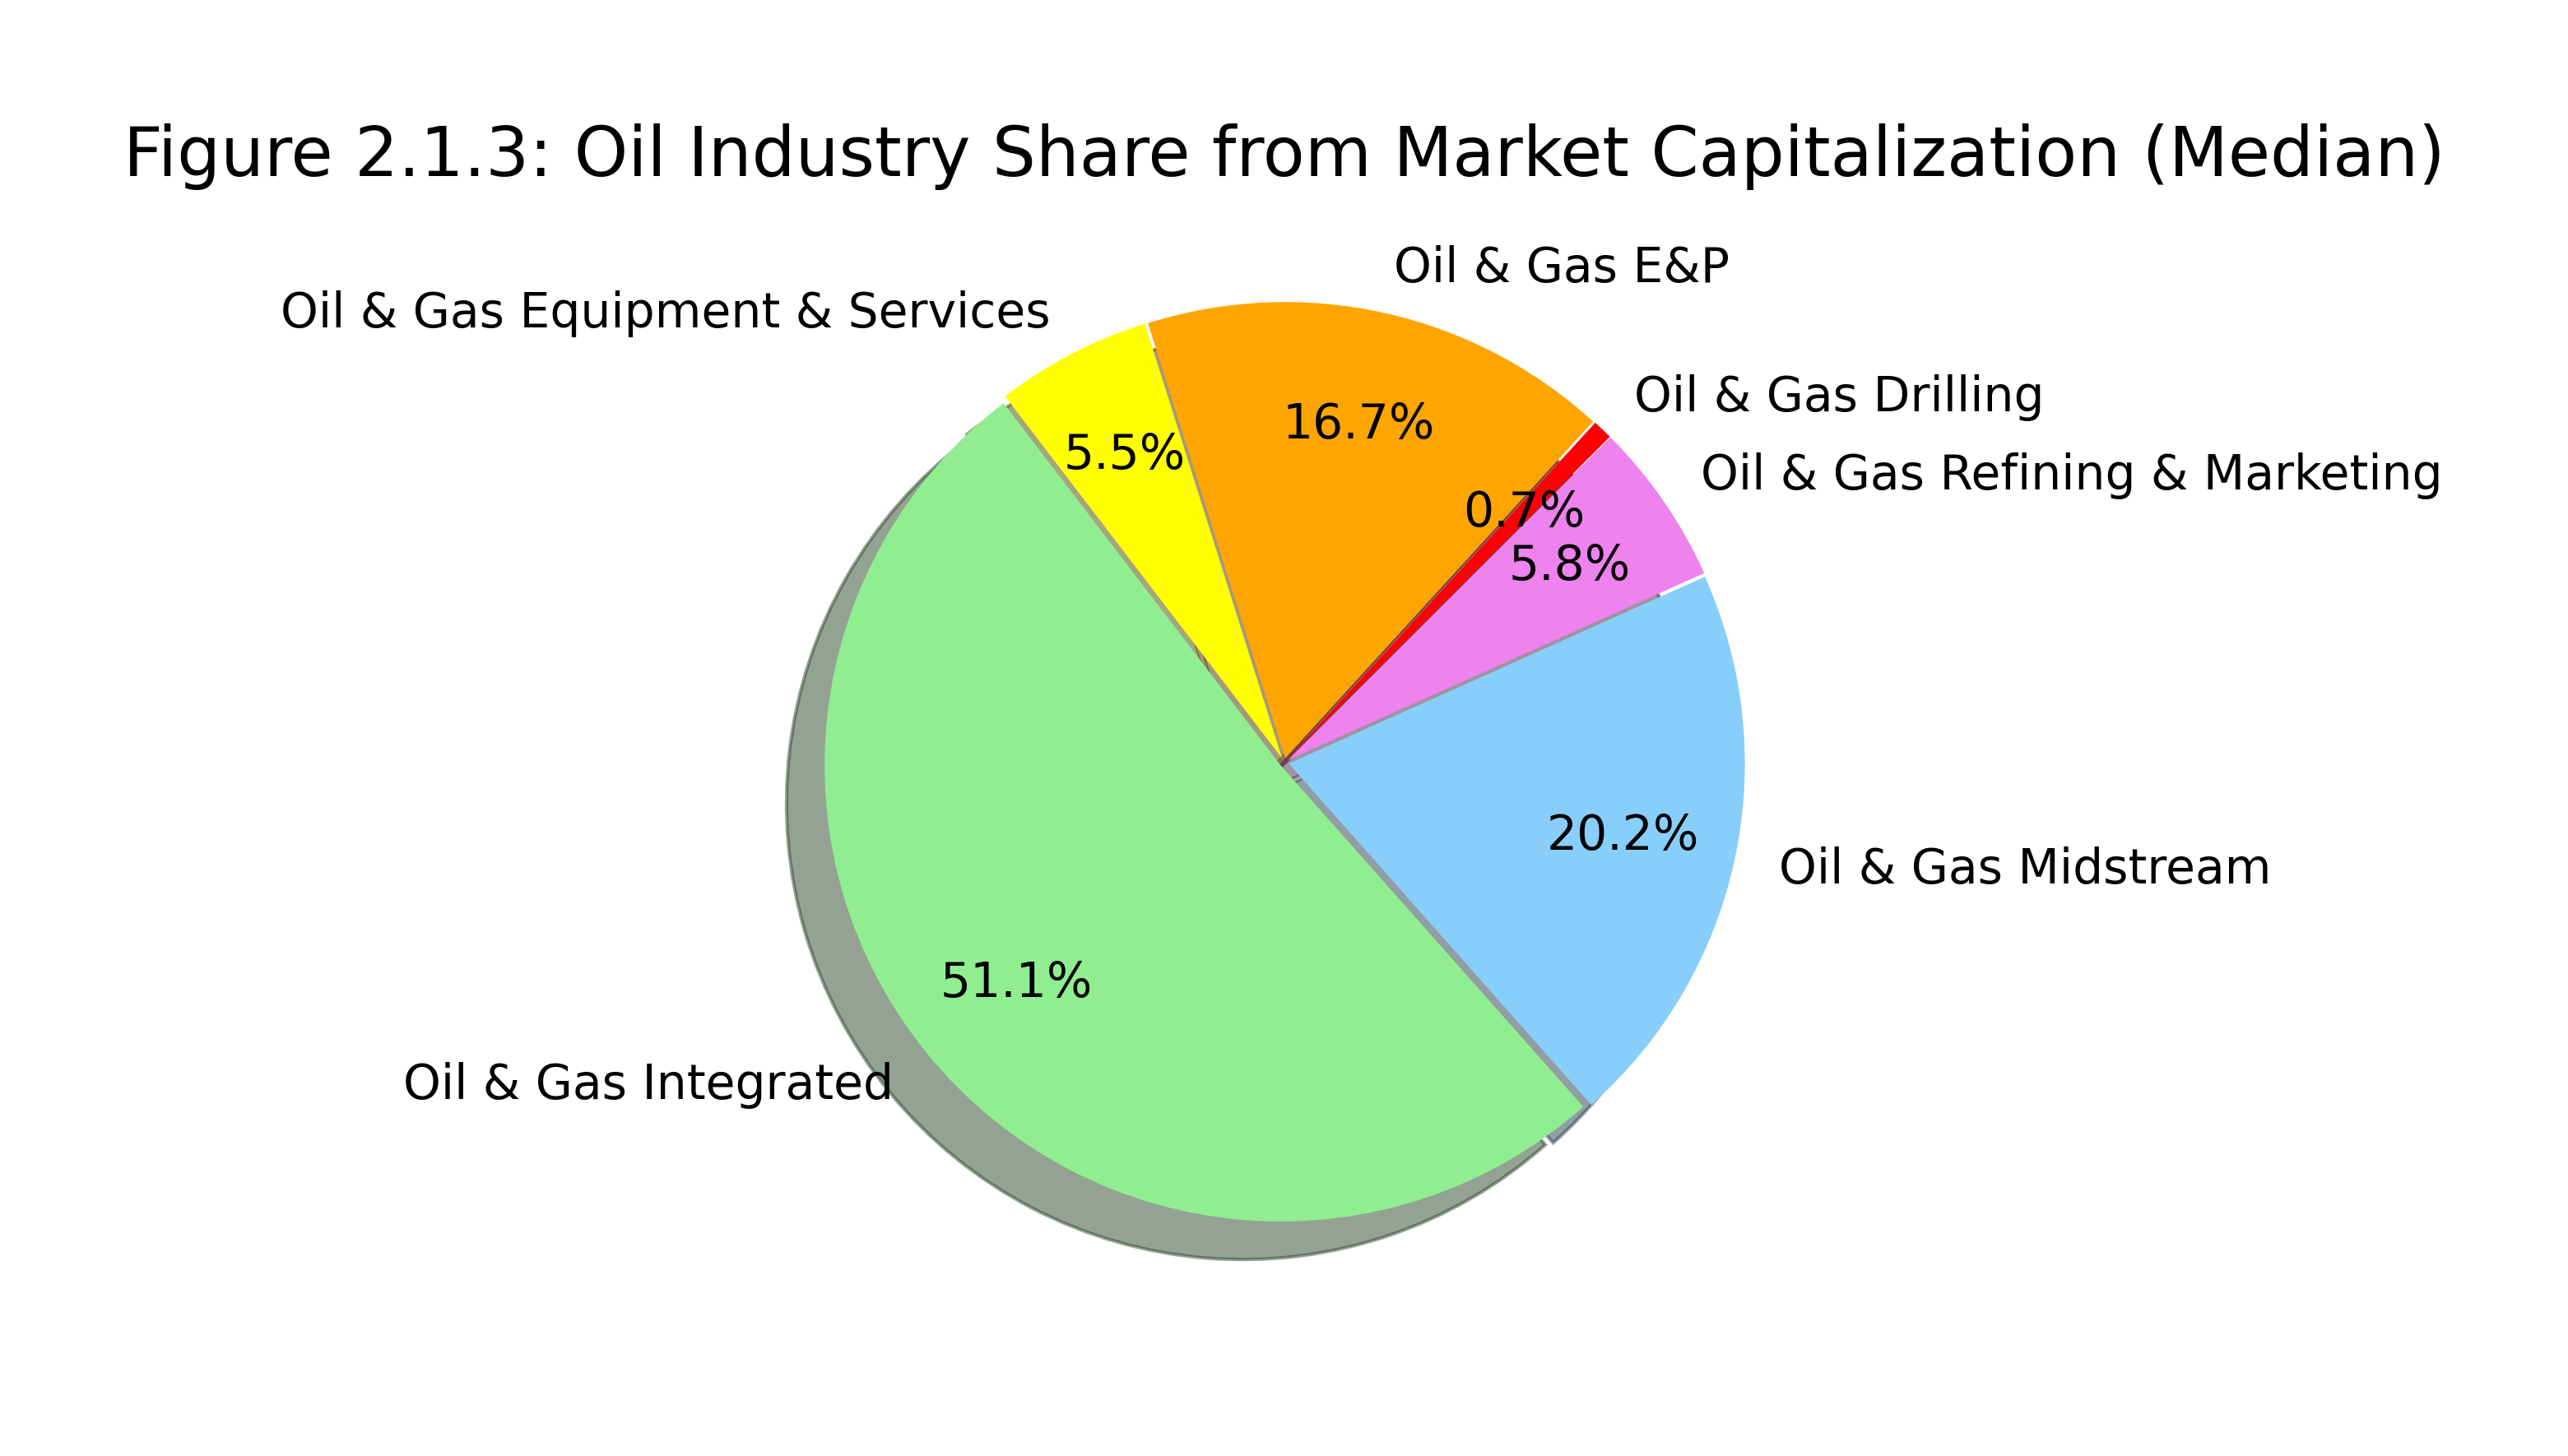 Figure 2.1.3: Oil Industry Share from Market Capitalization (Median)
Oil & Gas E&P
Oil & Gas Equipment & Services
Oil & Gas Drilling
16.7%
5.5%
Oil & Gas Refining & Marketing
0.7%
5.8%
20.2%
Oil & Gas Midstream
51.1%
Oil & Gas Integrated